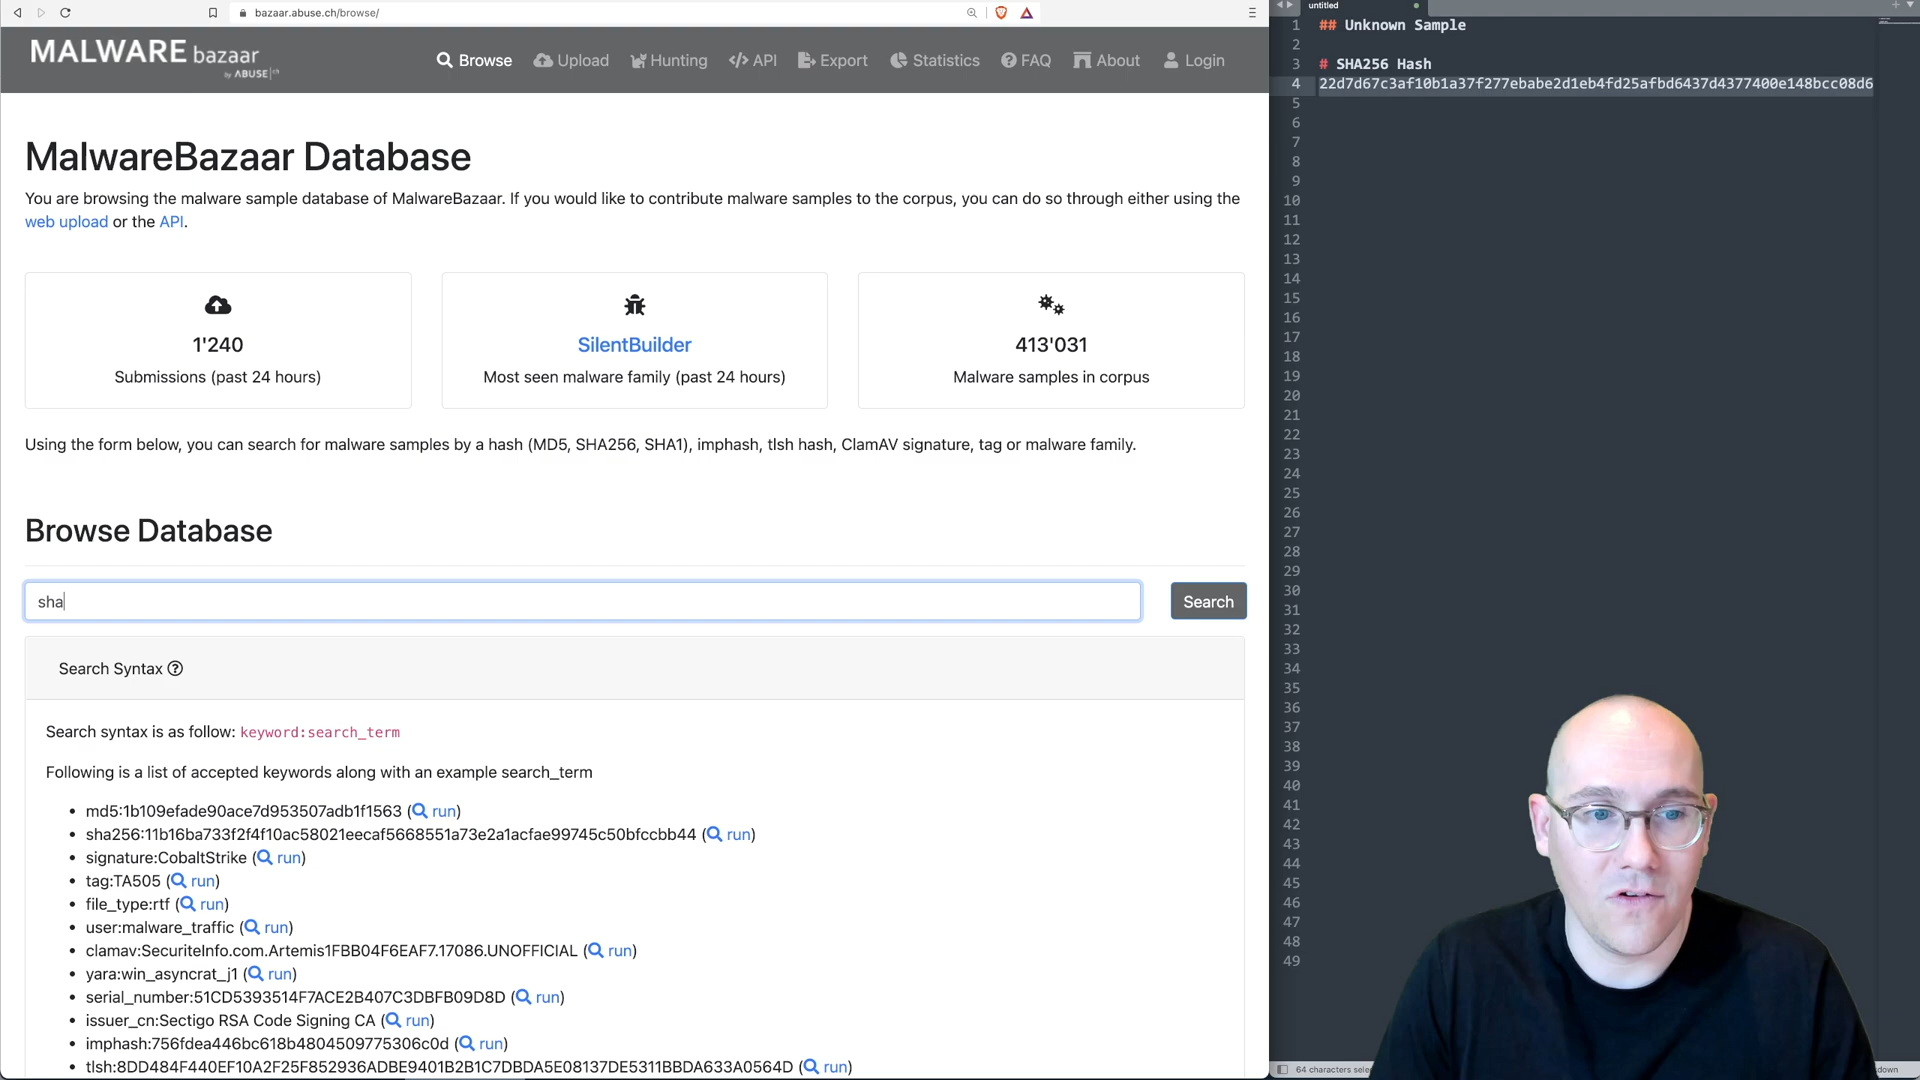 bazaar.abuse.ch/browse/
MALWARE bazaar
by ABUSE|ch
Browse
Upload
Hunting
API
Export
Statistics
FAQ
About
Login
MalwareBazaar Database
You are browsing the malware sample database of MalwareBazaar. If you would like to contribute malware samples to the corpus, you can do so through either using the
web upload or the API.
1'240
Submissions (past 24 hours)
SilentBuilder
Most seen malware family (past 24 hours)
413'031
Malware samples in corpus
Using the form below, you can search for malware samples by a hash (MD5, SHA256, SHA1), imphash, tlsh hash, ClamAV signature, tag or malware family.
Browse Database
sha
Search
Search Syntax
Search syntax is as follow: keyword:search_term
Following is a list of accepted keywords along with an example search_term
• md5:1b109efade90ace7d953507adb1f1563 (run)
• sha256:11b16ba733f2f4f10ac58021eecaf5668551a73e2a1acfae99745c50bfccbb44 (run)
• signature:CobaltStrike (run)
• tag:TA505 (run)
• file_type:rtf (run)
• user:malware_traffic (run)
• clamav:SecuriteInfo.com.Artemis1FBB04F6EAF7.17086.UNOFFICIAL (run)
• yara:win_asyncrat_j1 (run)
• serial_number:51CD5393514F7ACE2B407C3DBFB09D8D (run)
• issuer_cn:Sectigo RSA Code Signing CA (run)
• imphash:756fdea446bc618b4804509775306c0d (run)
• tlsh:8DD484F440EF10A2F25F852936ADBE9401B2B1C7DBDA5E08137DE5311BBDA633A0564D (run)
untitled
1 ## Unknown Sample
2
3 # SHA256 Hash
4 22d7d67c3af10b1a37f277ebabe2d1eb4fd25afbd6437d4377400e148bcc08d6
5
6
7
8
9
10
11
12
13
14
15
16
17
18
19
20
21
22
23
24
25
26
27
28
29
30
31
32
33
34
35
36
37
38
39
40
41
42
43
44
45
46
47
48
49
64 characters sele
down